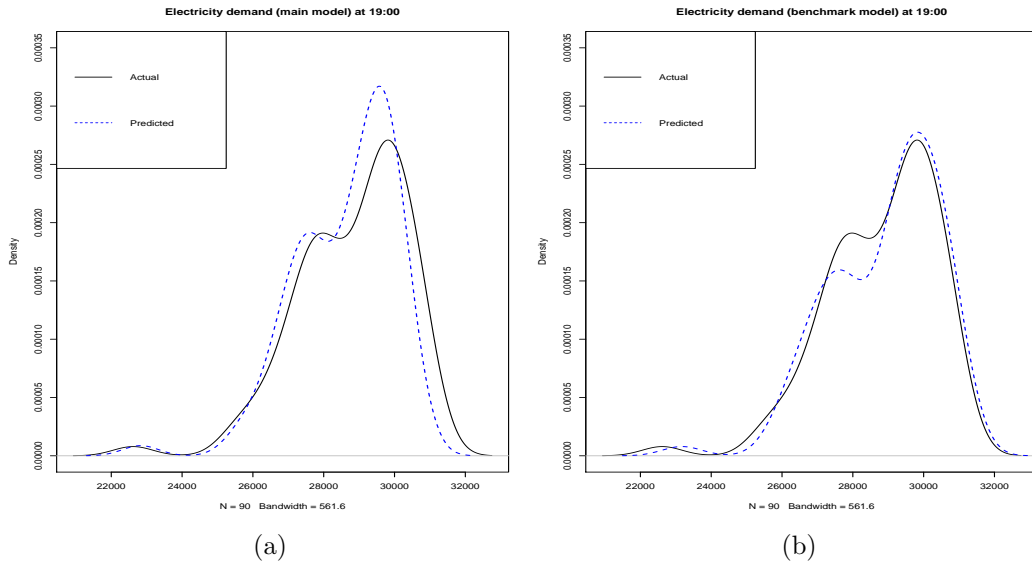 Electricity demand (main model) at 19:00
Density
0.00000
0.00005
0.00010
0.00015
0.00020
0.00025
0.00030
0.00035
Actual
Predicted
22000 24000 26000 28000 30000 32000
N = 90 Bandwidth = 561.6
(a)
Electricity demand (benchmark model) at 19:00
Density
0.00000
0.00005
0.00010
0.00015
0.00020
0.00025
0.00030
0.00035
Actual
Predicted
22000 24000 26000 28000 30000 32000
N = 90 Bandwidth = 561.6
(b)